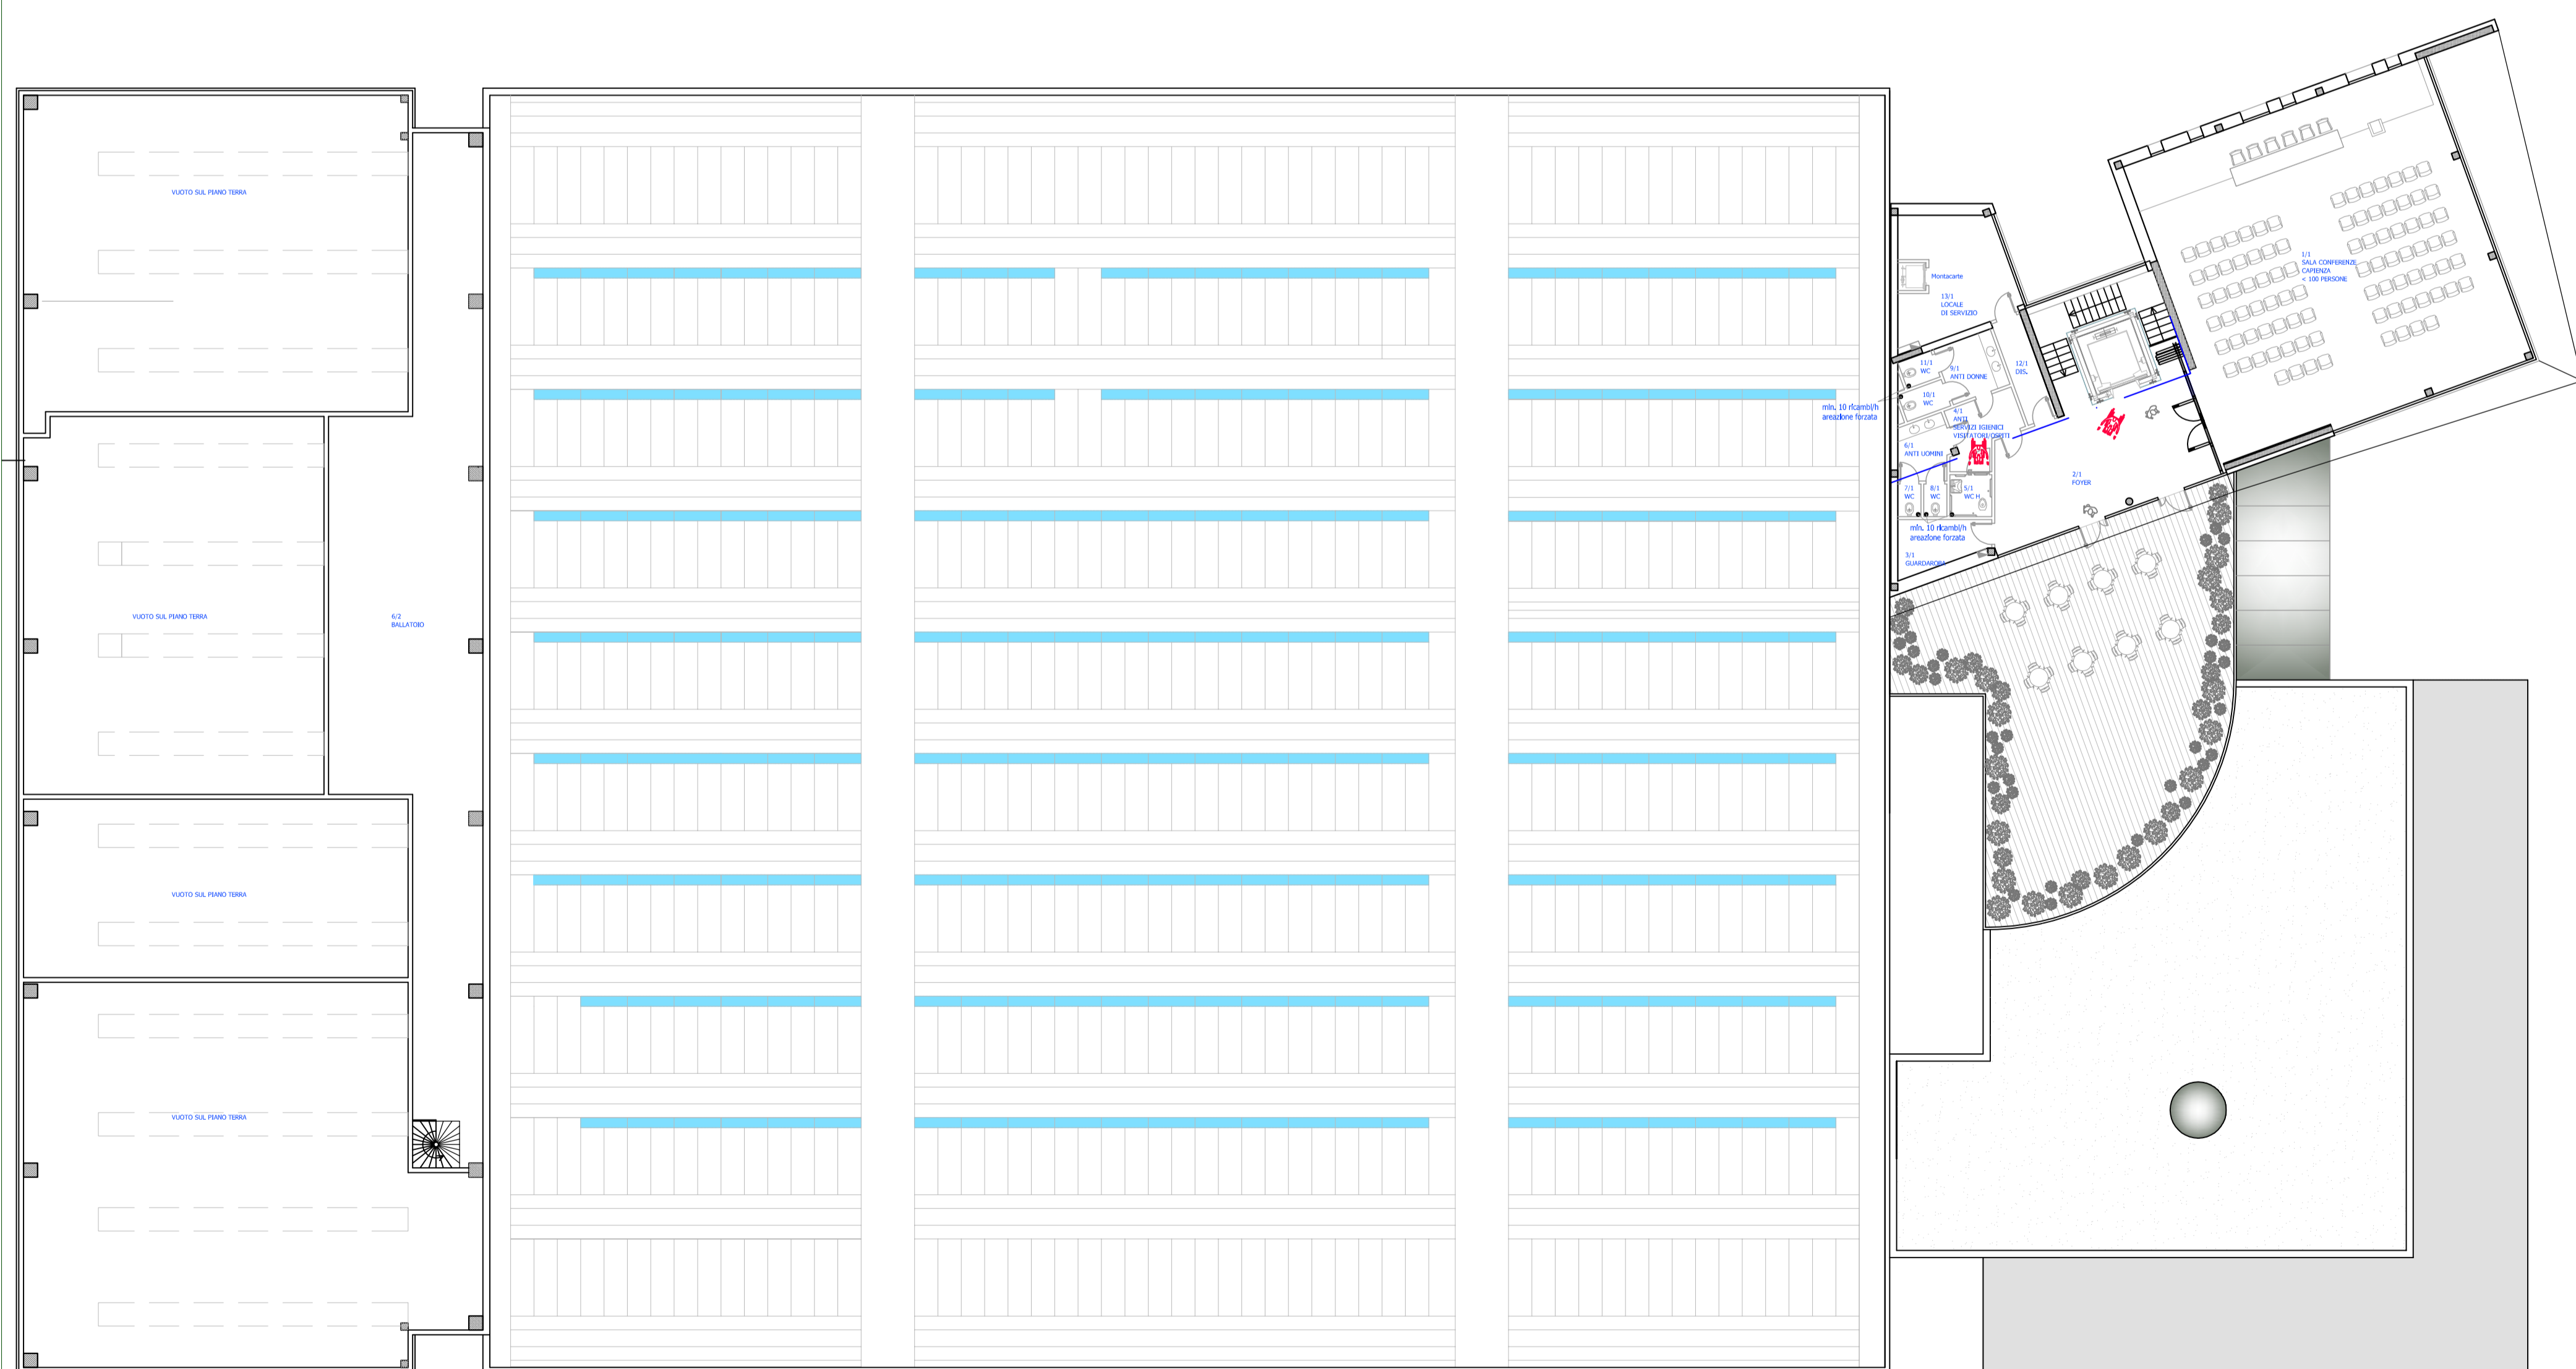 VUOTO SUL PIANO TERRA
VUOTO SUL PIANO TERRA
6/2
BALLATOIO
VUOTO SUL PIANO TERRA
VUOTO SUL PIANO TERRA
1/1
SALA CONFERENZE
CAPIENZA
< 100 PERSONE
Montacarte
13/1
LOCALE
DI SERVIZIO
11/1
WC
9/1
ANTI DONNE
12/1
DIS.
10/1
WC
min. 10 ricambi/h
areazione forzata
4/1
ANTI
SERVIZI IGIENICI
VISITATORI/OSPITI
6/1
ANTI UOMINI
2/1
FOYER
7/1
WC
8/1
WC
5/1
WC H
min. 10 ricambi/h
areazione forzata
3/1
GUARDAROBA